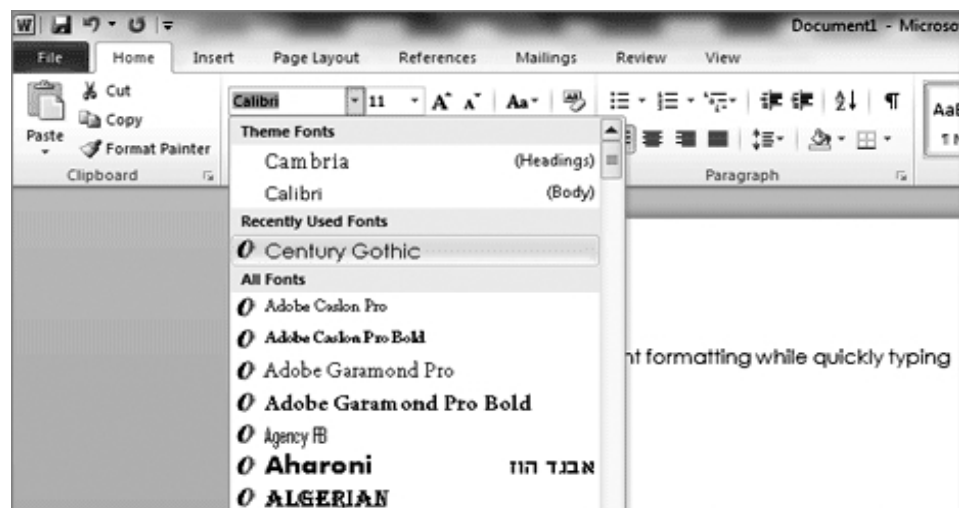 W
Document1 - Microso
File Home Insert Page Layout References Mailings Review View
Paste
Cut
Copy
Format Painter
Clipboard
Calibri 11 A A Aa
Paragraph
AaB
Theme Fonts
Cambria (Headings)
Calibri (Body)
Recently Used Fonts
O Century Gothic
All Fonts
O Adobe Caslon Pro
O Adobe Caslon Pro Bold
O Adobe Garamond Pro
O Adobe Garamond Pro Bold
O Agency FB
O Aharoni אבגד הוז
O ALGERIAN
nt formatting while quickly typing